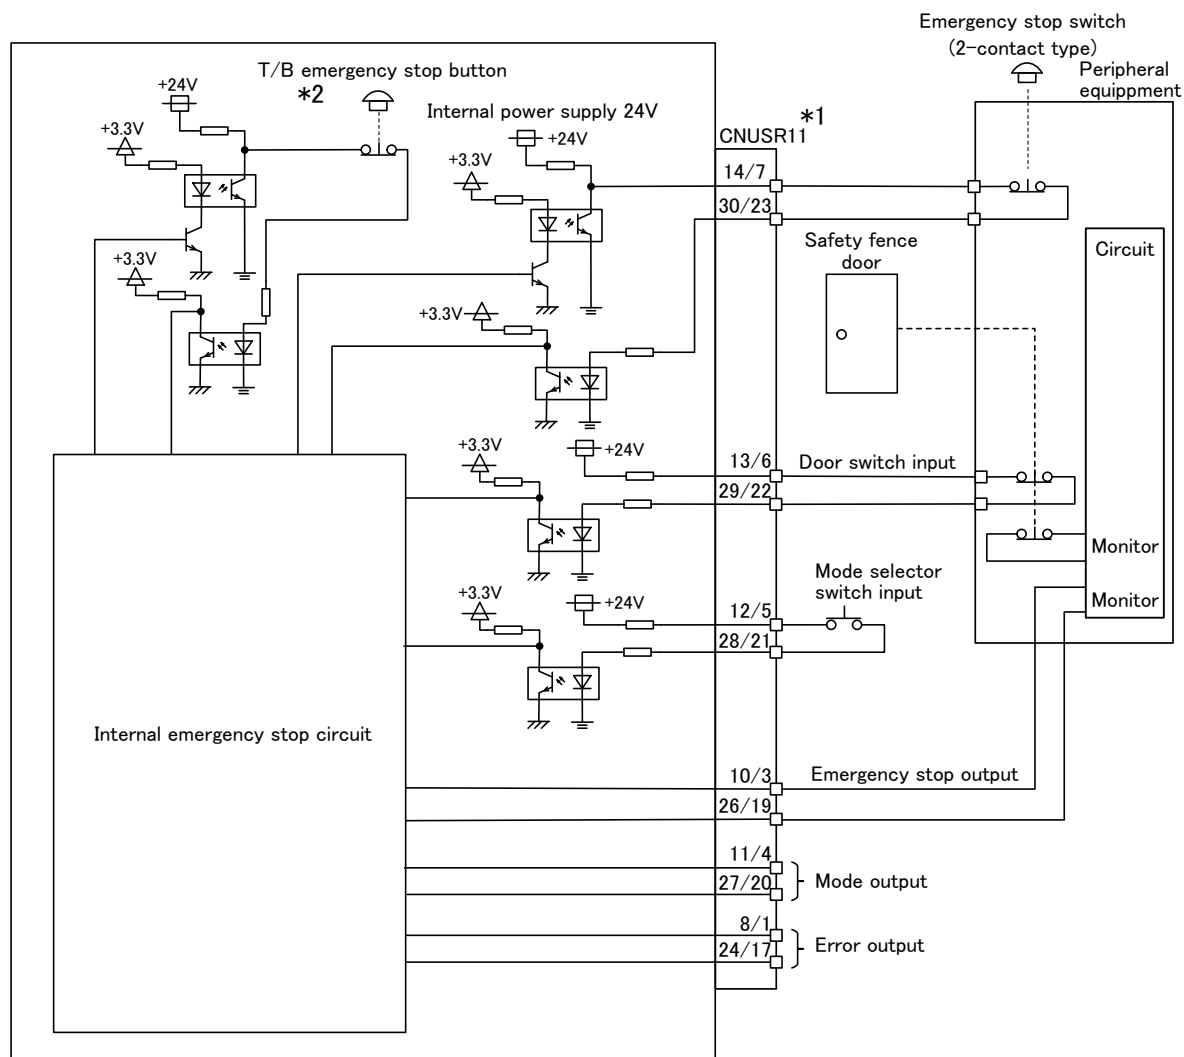 Emergency stop switch
(2-contact type)
Peripheral
equippment
T/B emergency stop button
*2
+24V
+3.3V
Internal power supply 24V
+24V
+3.3V
*1
CNUSR11
14/7
30/23
Safety fence
door
Circuit
+3.3V
+3.3V
+3.3V
+24V
13/6
Door switch input
29/22
Monitor
Mode selector
switch input
Monitor
+3.3V
+24V
12/5
28/21
Internal emergency stop circuit
10/3
Emergency stop output
26/19
11/4
27/20
Mode output
8/1
24/17
Error output